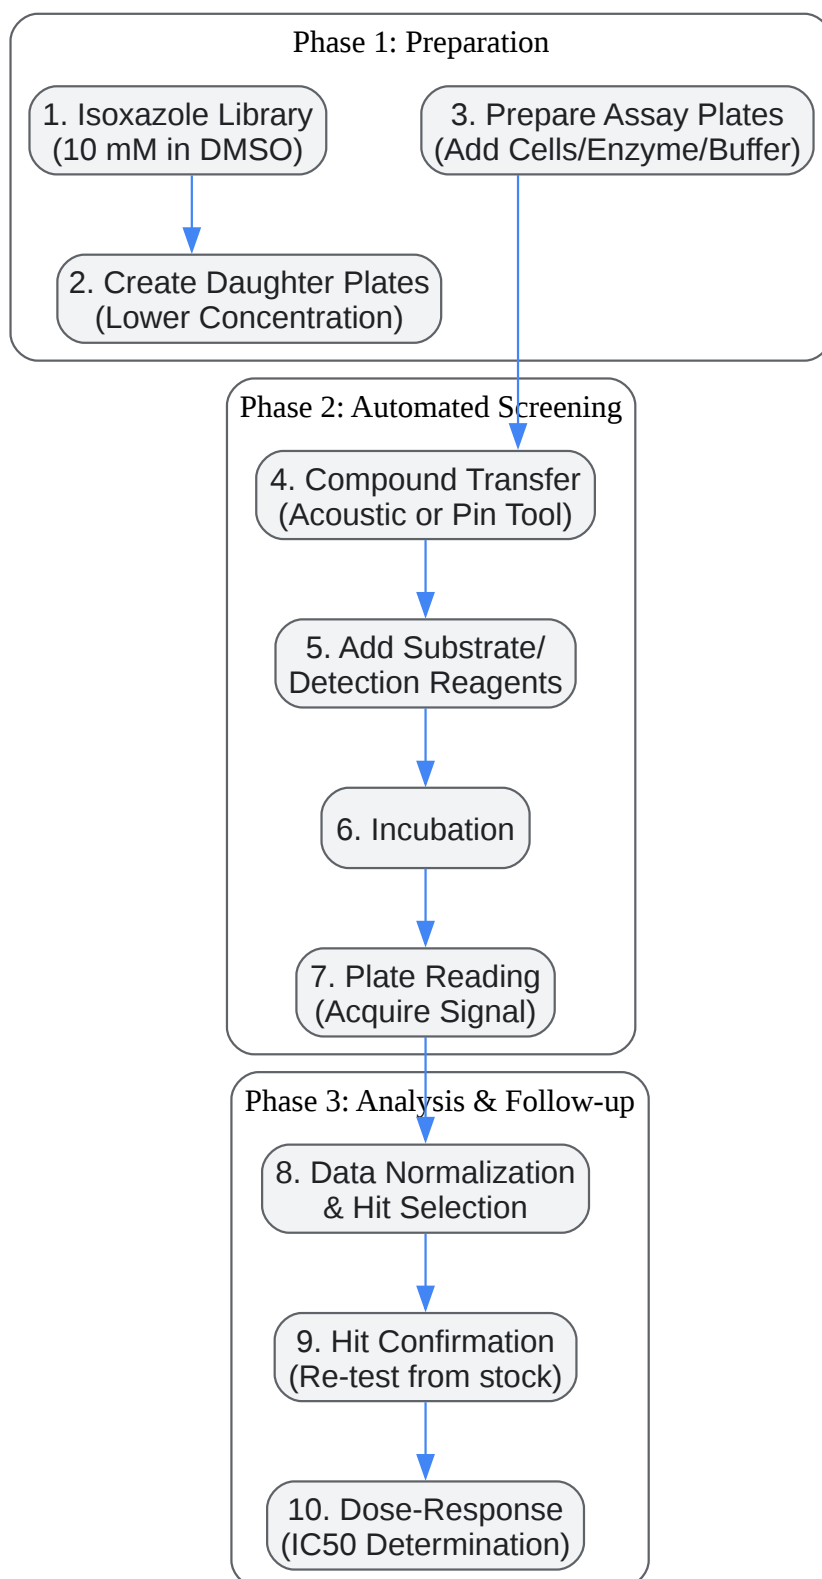 Phase 1: Preparation
1. Isoxazole Library
(10 mM in DMSO)
3. Prepare Assay Plates
(Add Cells/Enzyme/Buffer)
2. Create Daughter Plates
(Lower Concentration)
Phase 2: Automated Screening
4. Compound Transfer
(Acoustic or Pin Tool)
5. Add Substrate/
Detection Reagents
6. Incubation
7. Plate Reading
(Acquire Signal)
Phase 3: Analysis & Follow-up
8. Data Normalization
& Hit Selection
9. Hit Confirmation
(Re-test from stock)
10. Dose-Response
(IC50 Determination)